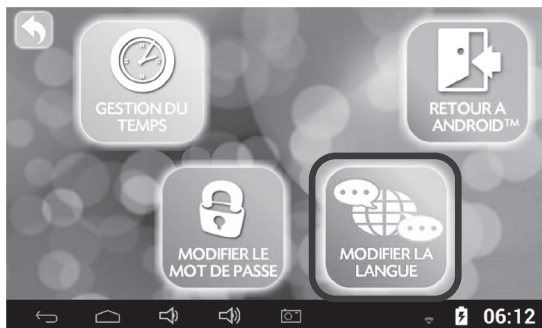 GESTION DU
TEMPS
RETOUR A
ANDROID™
MODIFIER LE
MOT DE PASSE
MODIFIER LA
LANGUE
06:12